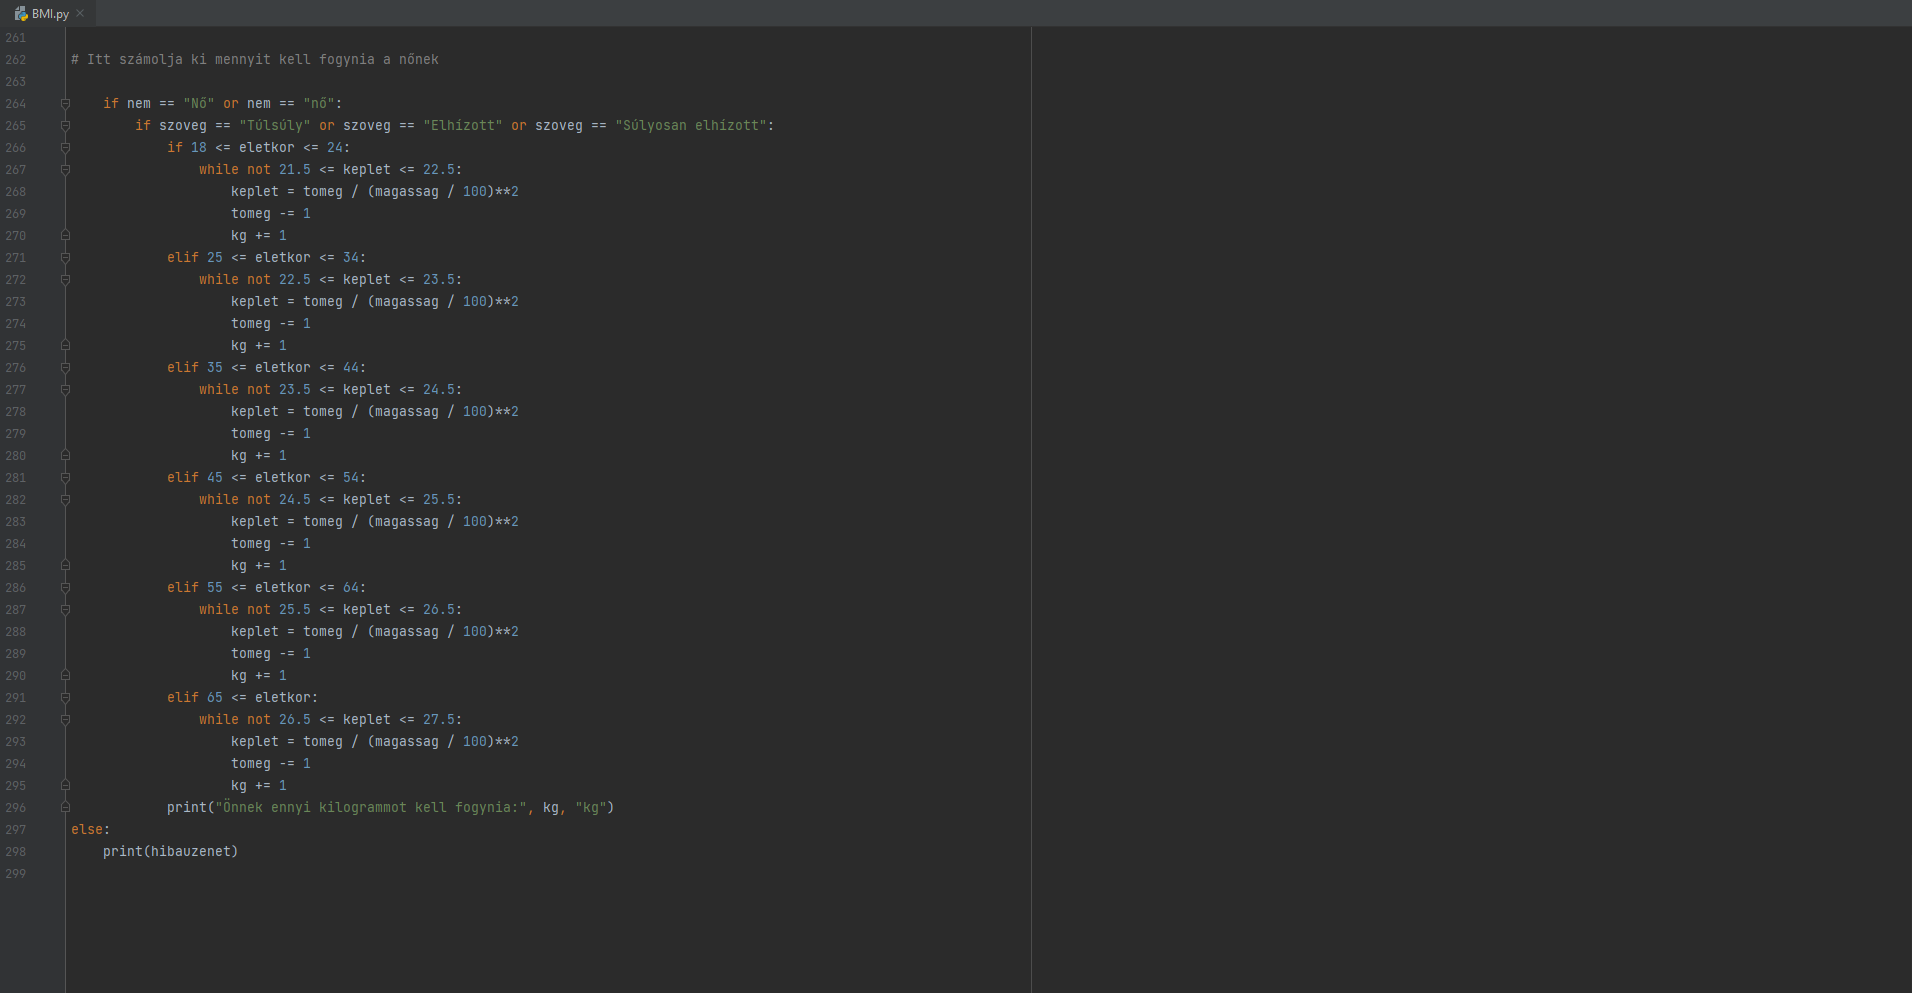 BMI.py
261
262 # Itt számolja ki mennyit kell fogynia a nőnek
263
264     if nem == "Nő" or nem == "nő":
265         if szoveg == "Túlsúly" or szoveg == "Elhízott" or szoveg == "Súlyosan elhízott":
266             if 18 <= eletkor <= 24:
267                 while not 21.5 <= keplet <= 22.5:
268                     keplet = tomeg / (magassag / 100)**2
269                     tomeg -= 1
270                     kg += 1
271             elif 25 <= eletkor <= 34:
272                 while not 22.5 <= keplet <= 23.5:
273                     keplet = tomeg / (magassag / 100)**2
274                     tomeg -= 1
275                     kg += 1
276             elif 35 <= eletkor <= 44:
277                 while not 23.5 <= keplet <= 24.5:
278                     keplet = tomeg / (magassag / 100)**2
279                     tomeg -= 1
280                     kg += 1
281             elif 45 <= eletkor <= 54:
282                 while not 24.5 <= keplet <= 25.5:
283                     keplet = tomeg / (magassag / 100)**2
284                     tomeg -= 1
285                     kg += 1
286             elif 55 <= eletkor <= 64:
287                 while not 25.5 <= keplet <= 26.5:
288                     keplet = tomeg / (magassag / 100)**2
289                     tomeg -= 1
290                     kg += 1
291             elif 65 <= eletkor:
292                 while not 26.5 <= keplet <= 27.5:
293                     keplet = tomeg / (magassag / 100)**2
294                     tomeg -= 1
295                     kg += 1
296             print("Önnek ennyi kilogrammot kell fogynia:", kg, "kg")
297 else:
298     print(hibauzenet)
299